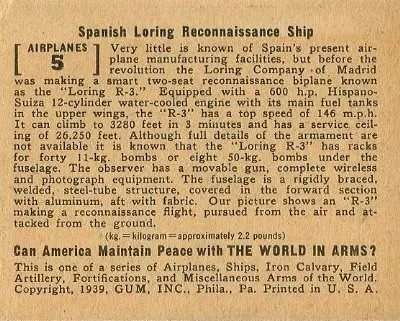 Spanish Loring Reconnaissance Ship
[AIRPLANES 5] Very little is known of Spain's present air-
plane manufacturing facilities, but before the
revolution the Loring Company of Madrid
was making a smart two-seat reconnaissance biplane known
as the "Loring R-3." Equipped with a 600 h.p. Hispano-
Suiza 12-cylinder water-cooled engine with its main fuel tanks
in the upper wings, the "R-3" has a top speed of 146 m.p.h.
It can climb to 3280 feet in 3 minutes and has a service ceil-
ing of 26,250 feet. Although full details of the armament are
not available it is known that the "Loring R-3" has racks
for forty 11-kg. bombs or eight 50-kg. bombs under the
fuselage. The observer has a movable gun, complete wireless
and photograph equipment. The fuselage is a rigidly braced,
welded, steel-tube structure, covered in the forward section
with aluminum, aft with fabric. Our picture shows an "R-3"
making a reconnaissance flight, pursued from the air and at-
tacked from the ground.
(kg.=kilogram=approximately 2.2 pounds)
Can America Maintain Peace with THE WORLD IN ARMS?
This is one of a series of Airplanes, Ships, Iron Calvary, Field
Artillery, Fortifications, and Miscellaneous Arms of the World.
Copyright, 1939, GUM, INC., Phila., Pa. Printed in U. S. A.